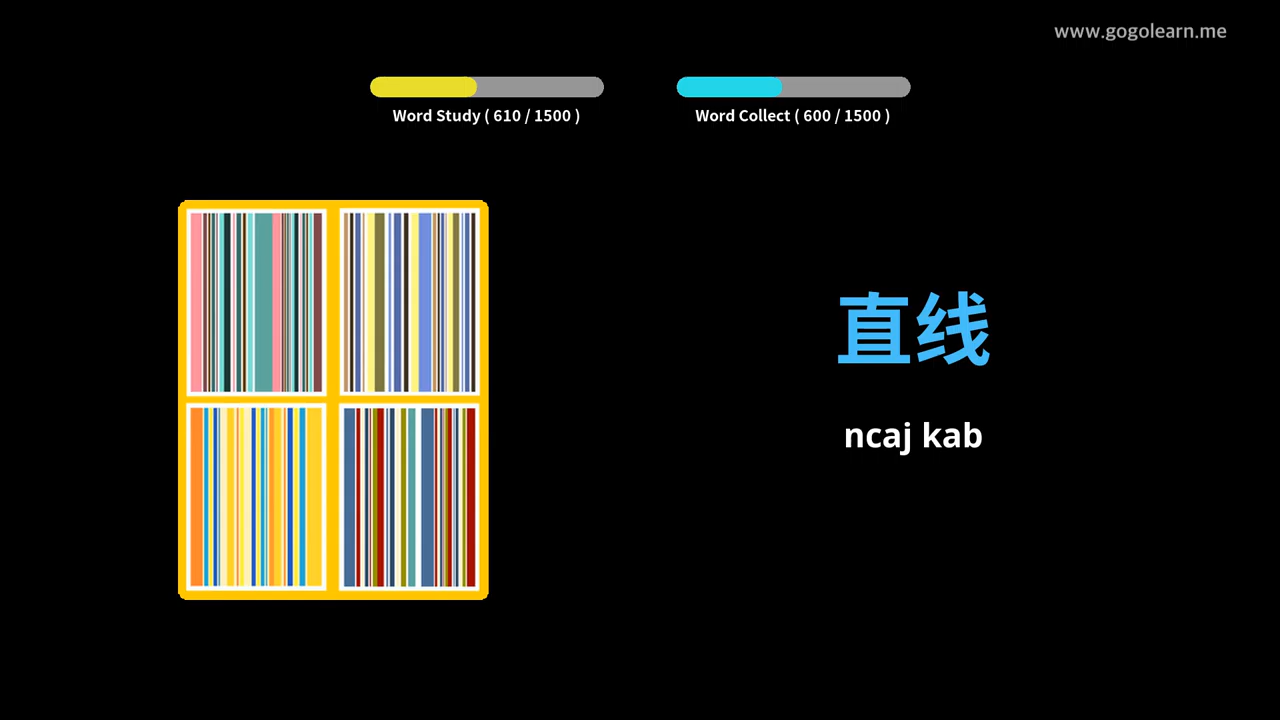 www.gogolearn.me
Word Study ( 610 / 1500 )
Word Collect ( 600 / 1500 )
直线
ncaj kab